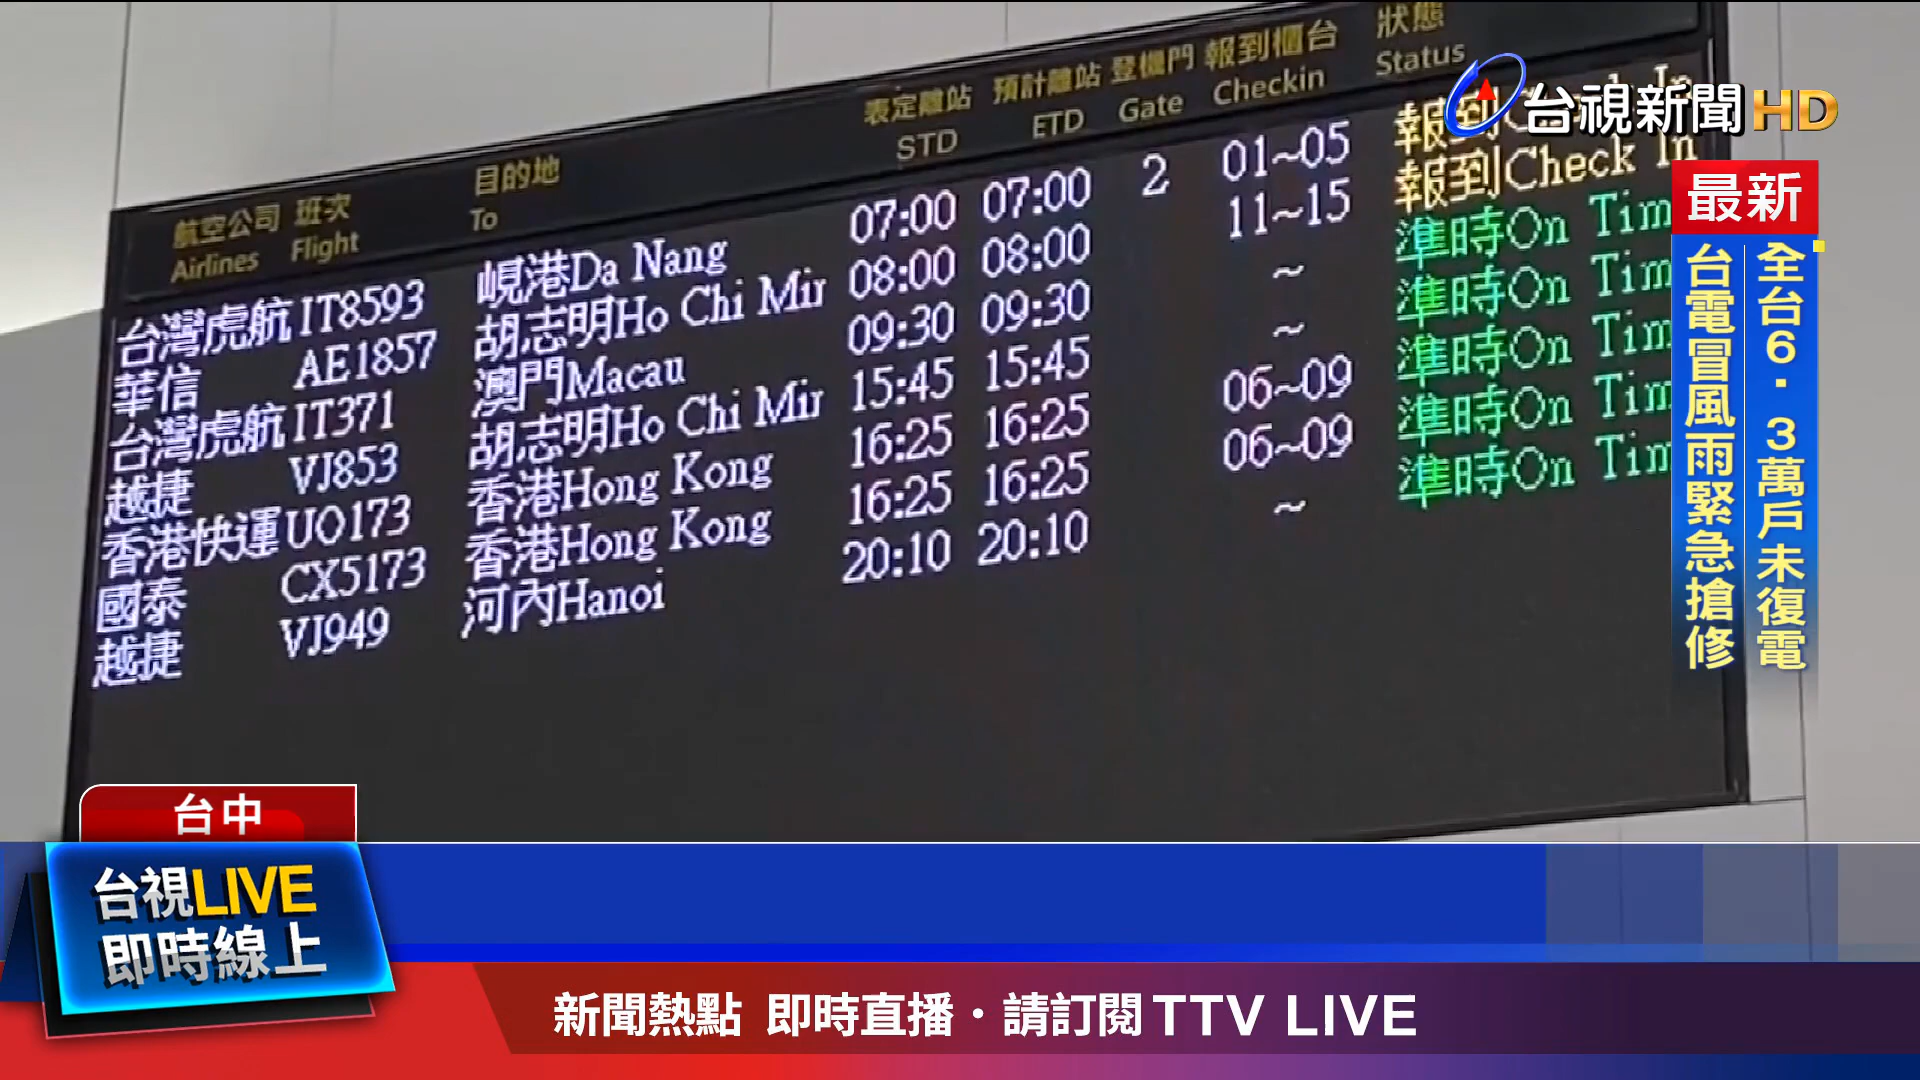 表定離站 預計離站 登機門 報到櫃台 狀態
STD ETD Gate Checkin Status
航空公司 班次 目的地
Airlines Flight To
台灣虎航 IT8593 峴港Da Nang 07:00 07:00 2 01~05 報到Check In
華信 AE1857 胡志明Ho Chi Mir 08:00 08:00 11~15 報到Check In
台灣虎航 IT371 澳門Macau 09:30 09:30 ~ 準時On Tim
越捷 VJ853 胡志明Ho Chi Mir 15:45 15:45 ~ 準時On Tim
香港快運 UO173 香港Hong Kong 16:25 16:25 06~09 準時On Tim
國泰 CX5173 香港Hong Kong 16:25 16:25 06~09 準時On Tim
越捷 VJ949 河內Hanoi 20:10 20:10 ~ 準時On Tim
台視新聞HD
最新
全台6.3萬戶未復電
台電冒風雨緊急搶修
台中
台視LIVE
即時線上
新聞熱點 即時直播・請訂閱TTV LIVE